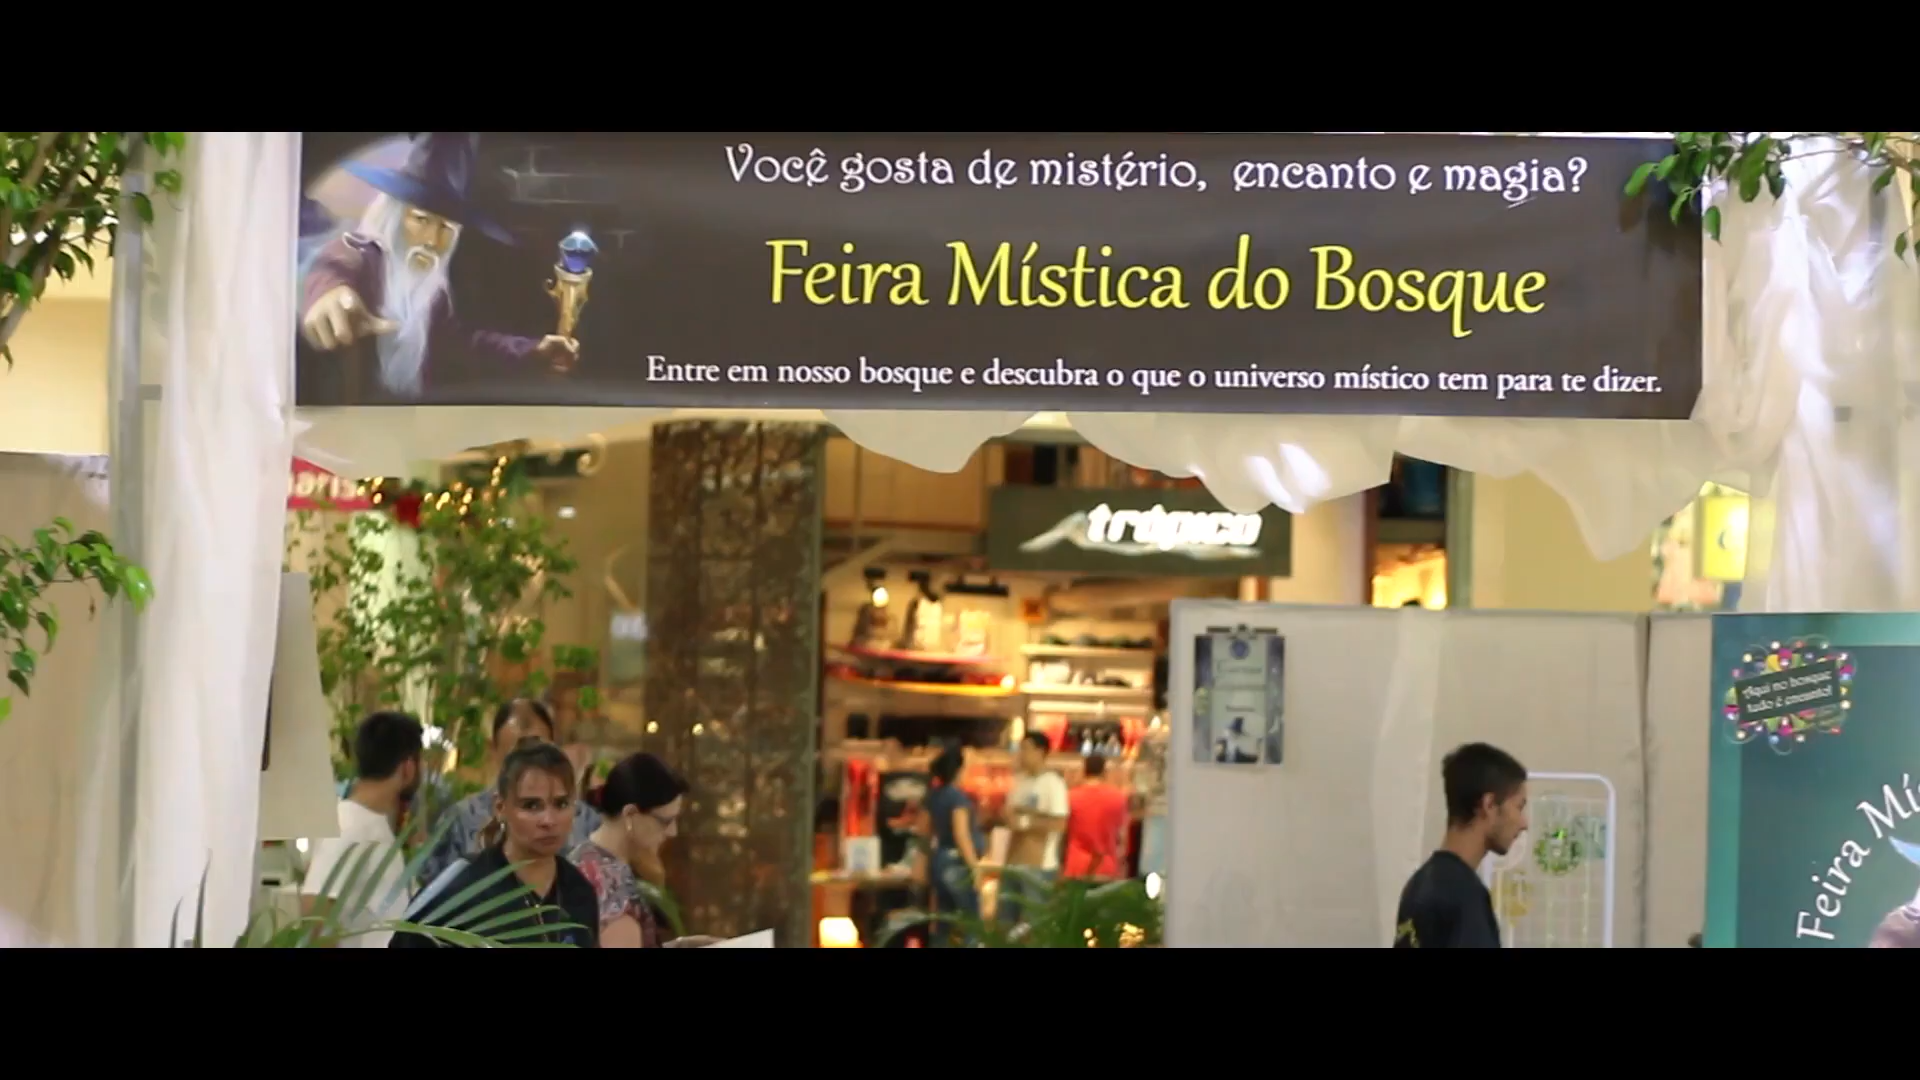 Você gosta de mistério, encanto e magia?
Feira Mística do Bosque
Entre em nosso bosque e descubra o que o universo místico tem para te dizer.
trópico
Aqui no bosque
tudo é encanto!
Feira Mí